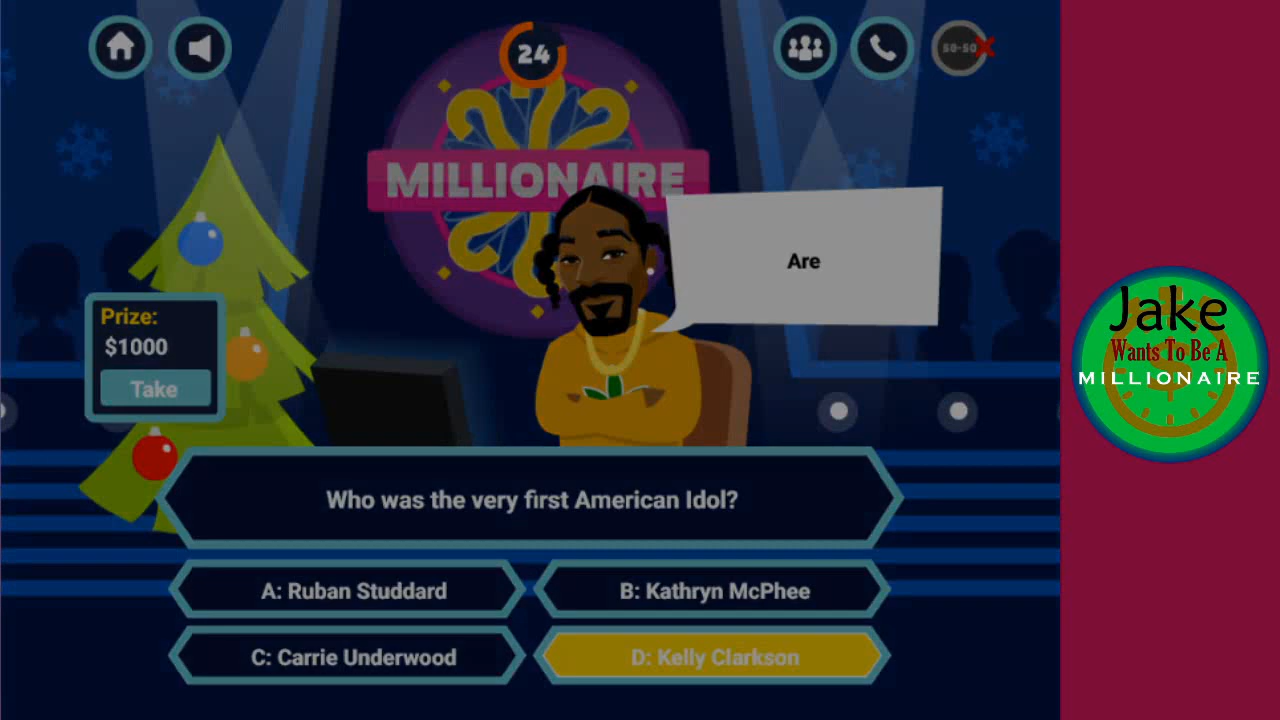 24
50-50
MILLIONAIRE
Are
Prize:
$1000
Take
Jake
Wants To Be A
MILLIONAIRE
Who was the very first American Idol?
A: Ruban Studdard
B: Kathryn McPhee
C: Carrie Underwood
D: Kelly Clarkson